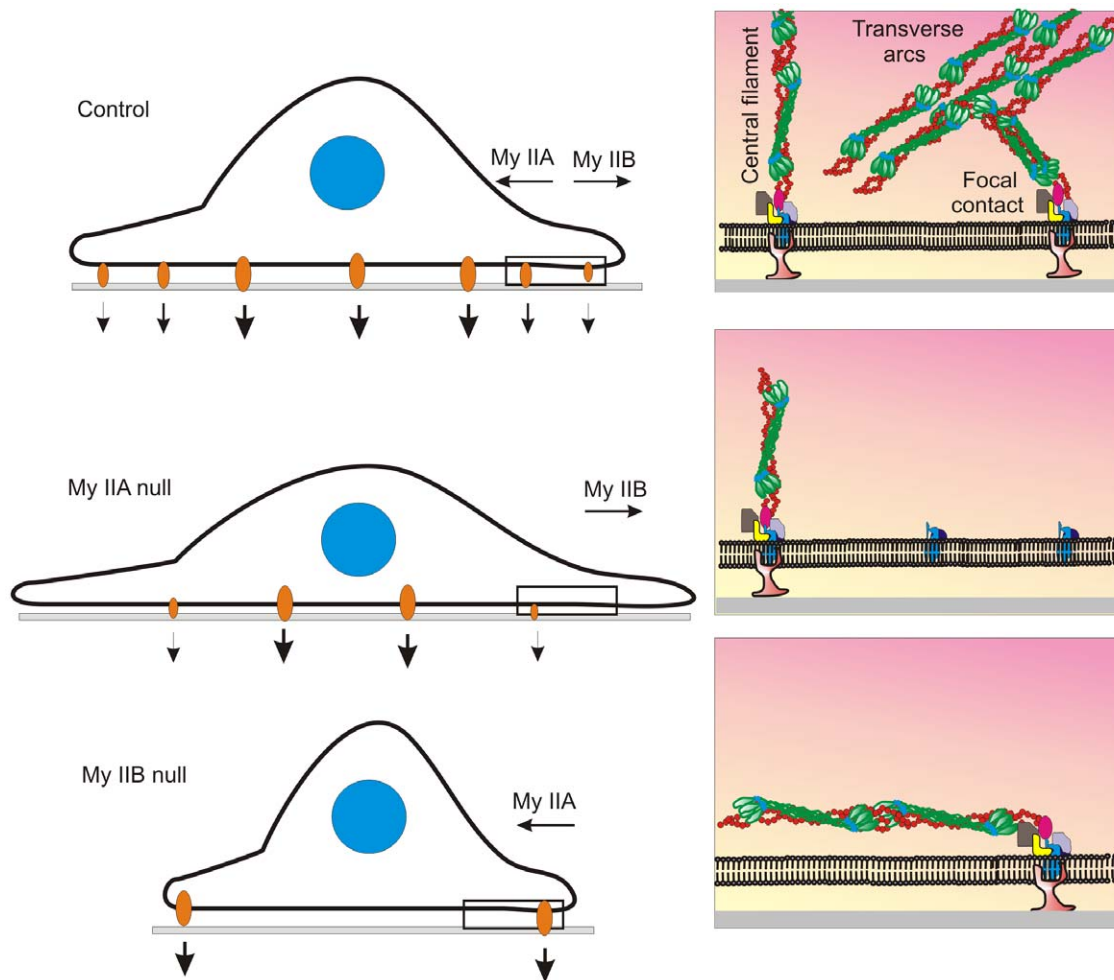 Control
My IIA
My IIB
Central filament
Transverse
arcs
Focal
contact
My IIA null
My IIB
My IIB null
My IIA